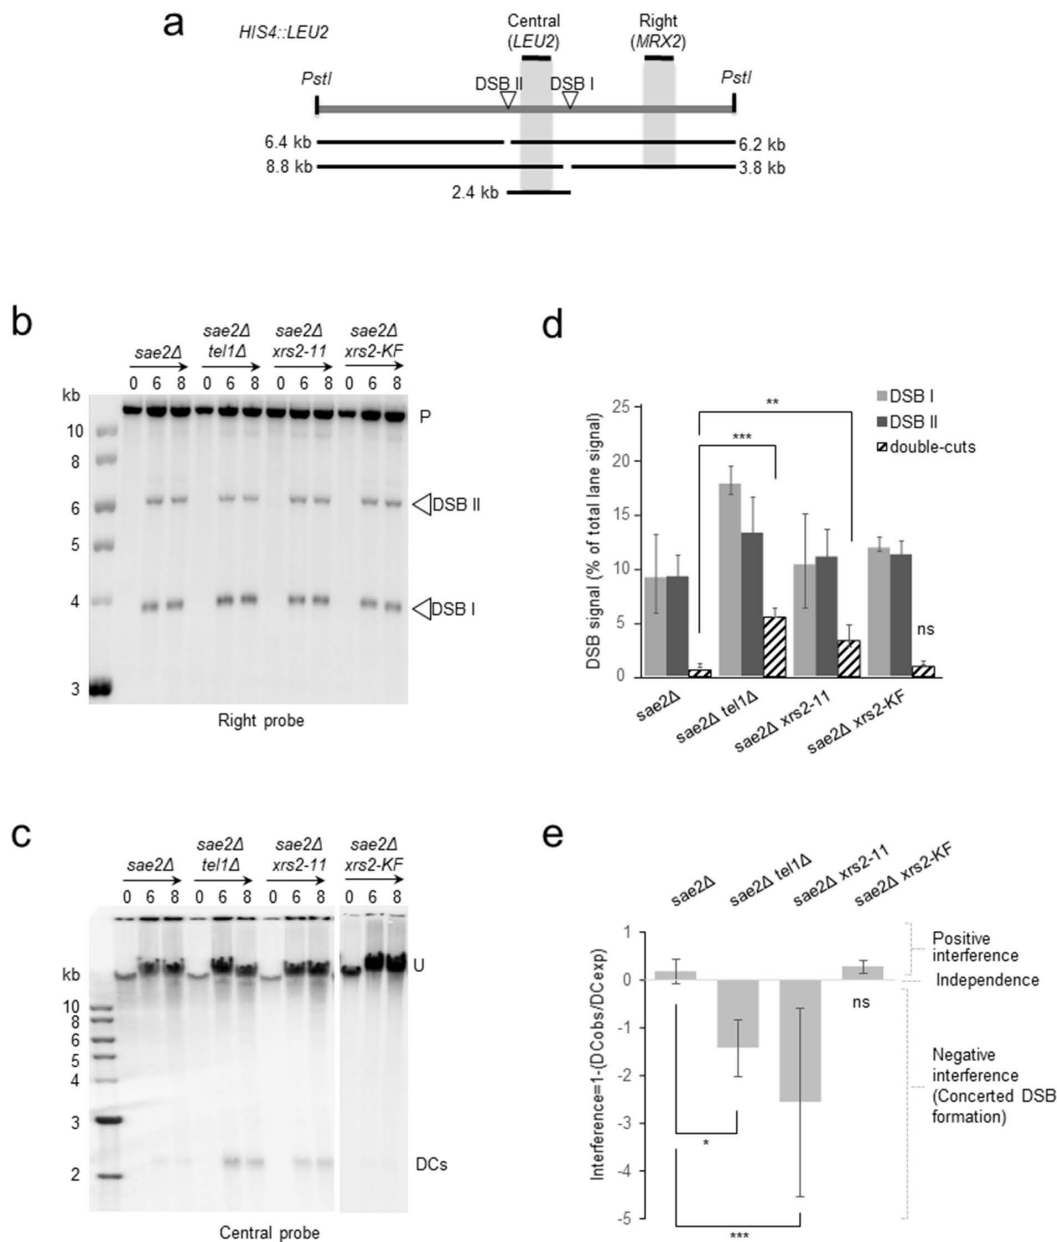 a
HIS4::LEU2
Central
(LEU2)
Right
(MRX2)
PstI
DSB II
DSB I
PstI
6.4 kb
6.2 kb
8.8 kb
3.8 kb
2.4 kb
b
sae2Δ
sae2Δ
tel1Δ
sae2Δ
xrs2-11
sae2Δ
xrs2-KF
0 6 8 0 6 8 0 6 8 0 6 8
kb
10
8
6
5
4
3
P
DSB II
DSB I
Right probe
c
sae2Δ
sae2Δ
tel1Δ
sae2Δ
xrs2-11
sae2Δ
xrs2-KF
0 6 8 0 6 8 0 6 8 0 6 8
kb
10
8
6
5
4
3
2
U
DCs
Central probe
d
DSB signal (% of total lane signal)
25
20
15
10
5
0
DSB I
DSB II
double-cuts
**
***
ns
sae2Δ
sae2Δ tel1Δ
sae2Δ xrs2-11
sae2Δ xrs2-KF
e
sae2Δ
sae2Δ tel1Δ
sae2Δ xrs2-11
sae2Δ xrs2-KF
Interference=1-(DCobs/DCexp)
1
0
-1
-2
-3
-4
-5
ns
*
***
Positive
interference
Independence
Negative
interference
(Concerted DSB
formation)